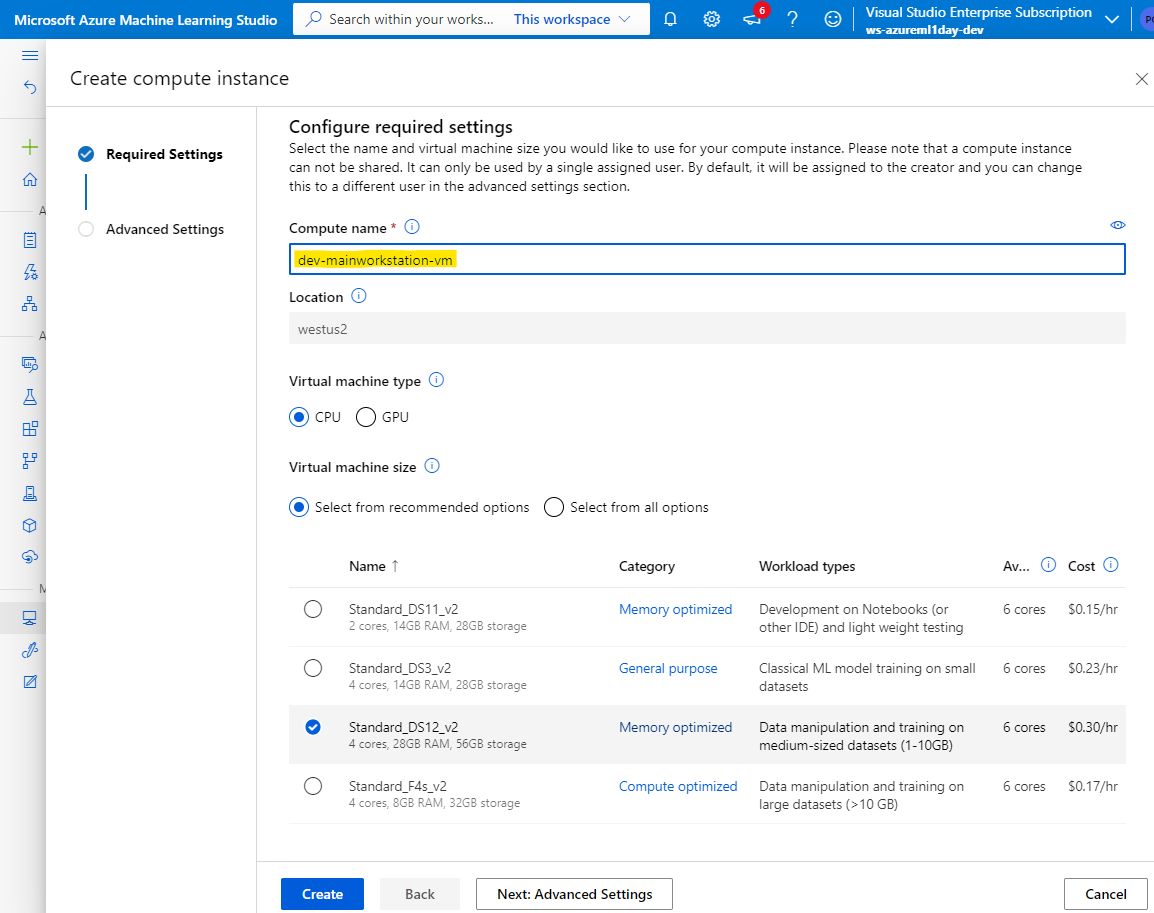 Microsoft Azure Machine Learning Studio
Search within your works...
This workspace
6
Visual Studio Enterprise Subscription
ws-azureml1day-dev
Create compute instance
Required Settings
Advanced Settings
Configure required settings
Select the name and virtual machine size you would like to use for your compute instance. Please note that a compute instance
can not be shared. It can only be used by a single assigned user. By default, it will be assigned to the creator and you can change
this to a different user in the advanced settings section.
Compute name *
dev-mainworkstation-vm
Location
westus2
Virtual machine type
CPU GPU
Virtual machine size
Select from recommended options Select from all options
Name ↑ Category Workload types Av... Cost
Standard_DS11_v2 Memory optimized Development on Notebooks (or 6 cores $0.15/hr
2 cores, 14GB RAM, 28GB storage other IDE) and light weight testing
Standard_DS3_v2 General purpose Classical ML model training on small 6 cores $0.23/hr
4 cores, 14GB RAM, 28GB storage datasets
Standard_DS12_v2 Memory optimized Data manipulation and training on 6 cores $0.30/hr
4 cores, 28GB RAM, 56GB storage medium-sized datasets (1-10GB)
Standard_F4s_v2 Compute optimized Data manipulation and training on 6 cores $0.17/hr
4 cores, 8GB RAM, 32GB storage large datasets (>10 GB)
Create Back Next: Advanced Settings Cancel